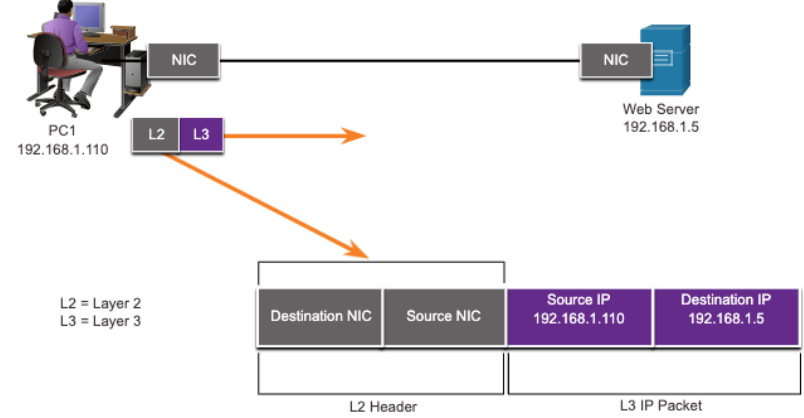 NIC
NIC
PC1
192.168.1.110
L2 L3
Web Server
192.168.1.5
L2 = Layer 2
L3 = Layer 3
Destination NIC
Source NIC
Source IP
192.168.1.110
Destination IP
192.168.1.5
L2 Header
L3 IP Packet